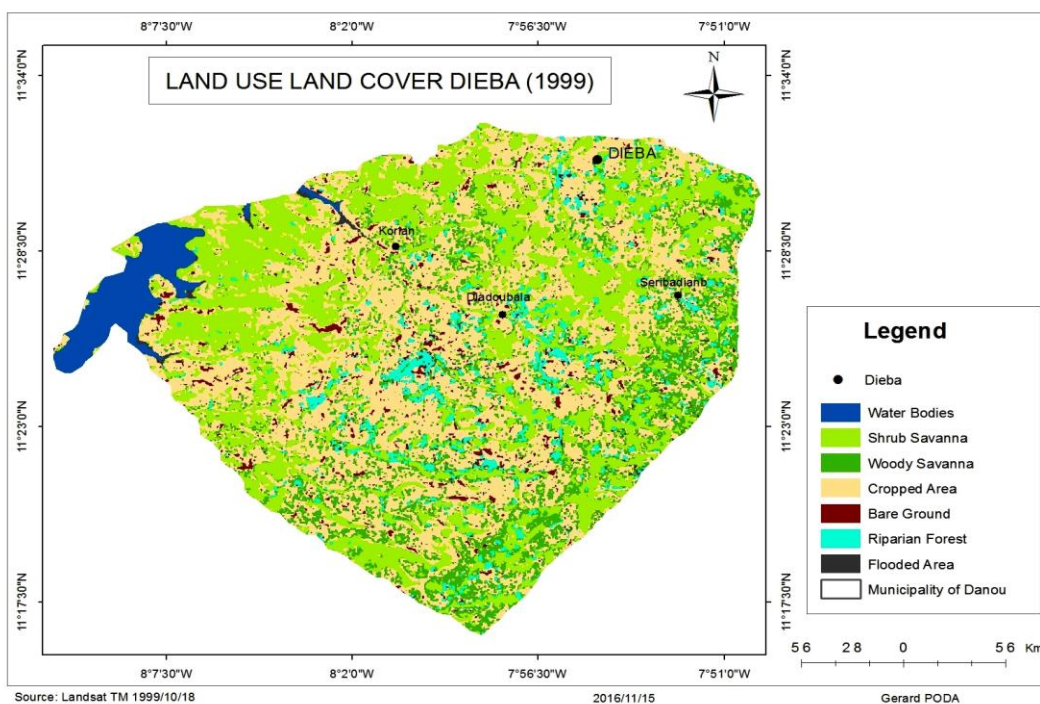 8°7'30"W 8°2'0"W 7°56'30"W 7°51'0"W
LAND USE LAND COVER DIEBA (1999)
N
11°34'0"N 11°34'0"N
DIEBA
11°28'30"N 11°28'30"N
Korian
Seribadianb
Diadoubala
11°23'0"N 11°23'0"N
11°17'30"N 11°17'30"N
8°7'30"W 8°2'0"W 7°56'30"W 7°51'0"W
Legend
Dieba
Water Bodies
Shrub Savanna
Woody Savanna
Cropped Area
Bare Ground
Riparian Forest
Flooded Area
Municipality of Danou
5 6 2 8 0 5 6 Km
Source: Landsat TM 1999/10/18 2016/11/15 Gerard PODA